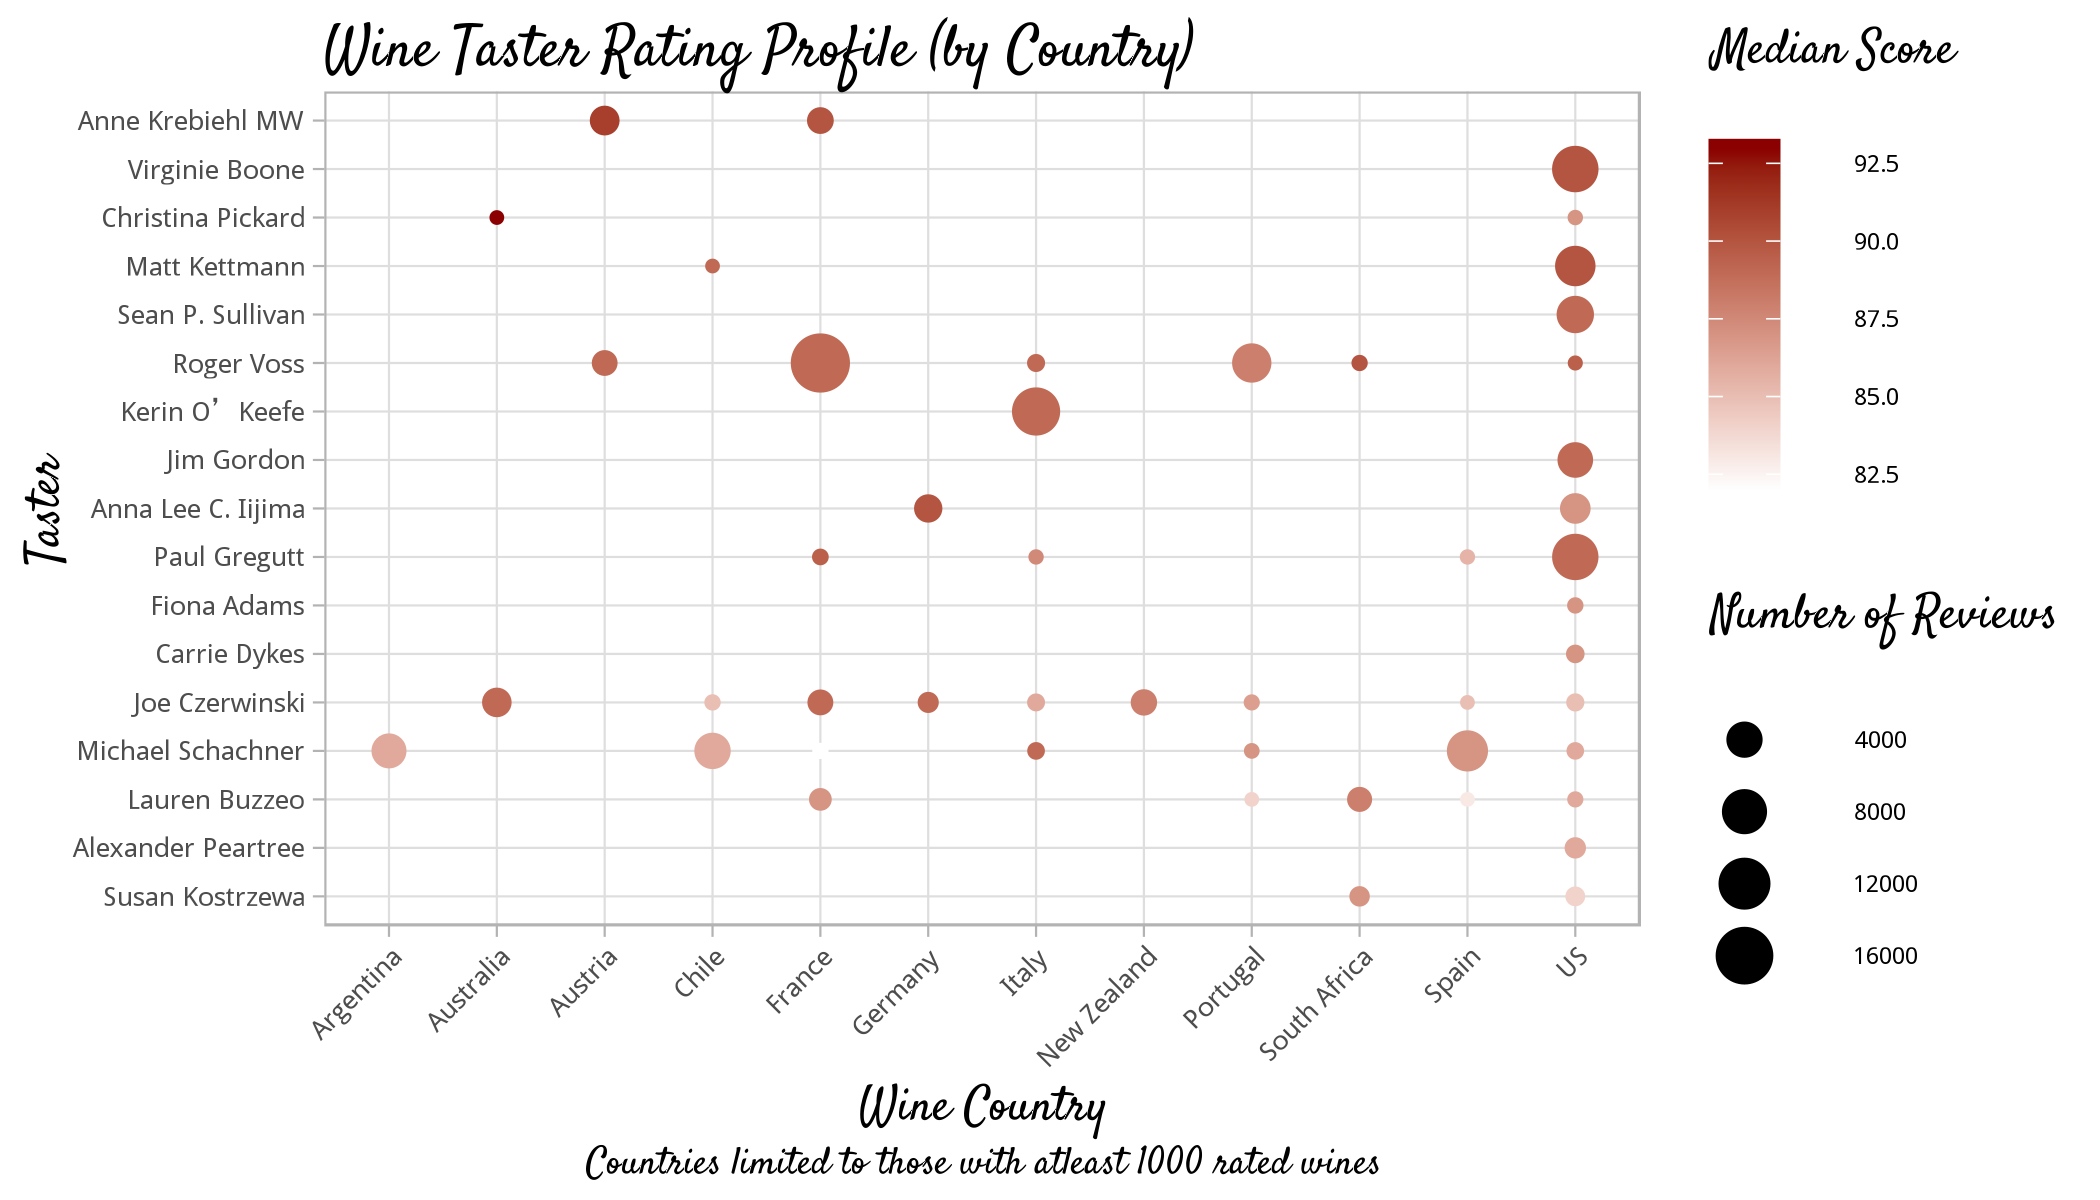 Wine Taster Rating Profile (by Country)
Median Score
Anne Krebiehl MW
Virginie Boone
Christina Pickard
Matt Kettmann
Sean P. Sullivan
Roger Voss
Kerin O’ Keefe
Jim Gordon
Anna Lee C. Iijima
Paul Gregutt
Fiona Adams
Carrie Dykes
Joe Czerwinski
Michael Schachner
Lauren Buzzeo
Alexander Peartree
Susan Kostrzewa
Taster
92.5
90.0
87.5
85.0
82.5
Number of Reviews
4000
8000
12000
16000
Argentina
Australia
Austria
Chile
France
Germany
Italy
New Zealand
Portugal
South Africa
Spain
US
Wine Country
Countries limited to those with atleast 1000 rated wines